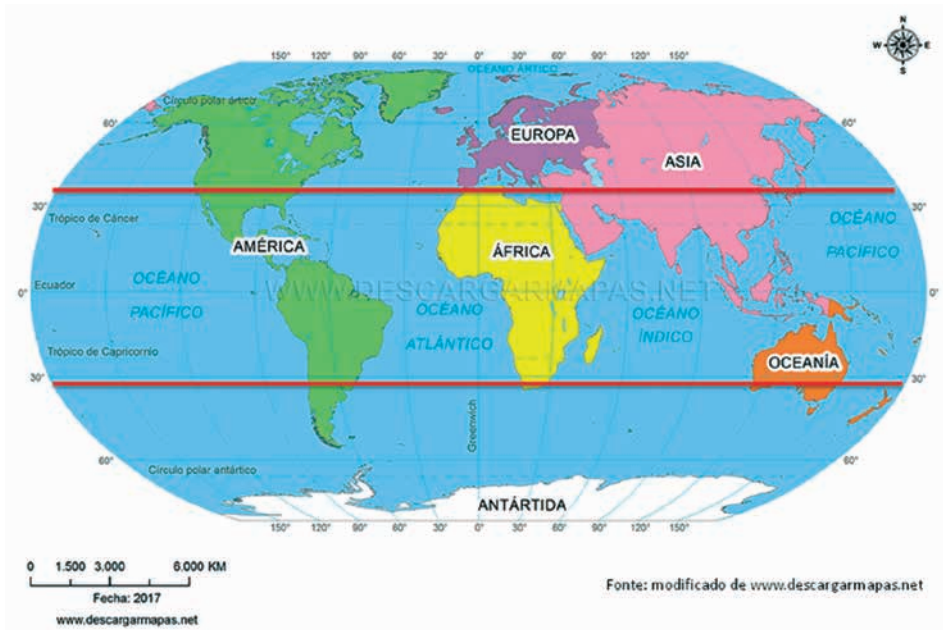 N
W E
S
150° 120° 90° 60° 30° 0° 30° 60° 90° 120° 150°
OCÉANO ÁRTICO
Círculo polar ártico
60° 60°
EUROPA
ASIA
30° 30°
Trópico de Cáncer
OCÉANO
PACÍFICO
AMÉRICA
ÁFRICA
OCÉANO
PACÍFICO
Ecuador
0° 0°
WWW.DESCARGARMAPAS.NET
OCÉANO
ATLÁNTICO
OCÉANO
ÍNDICO
Trópico de Capricornio
OCEANÍA
30° 30°
Greenwich
60° 60°
Círculo polar antártico
ANTÁRTIDA
150° 120° 90° 60° 30° 0° 30° 60° 90° 120° 150°
0 1.500 3.000 6.000 KM
Fecha: 2017
www.descargarmapas.net
Fonte: modificado de www.descargarmapas.net